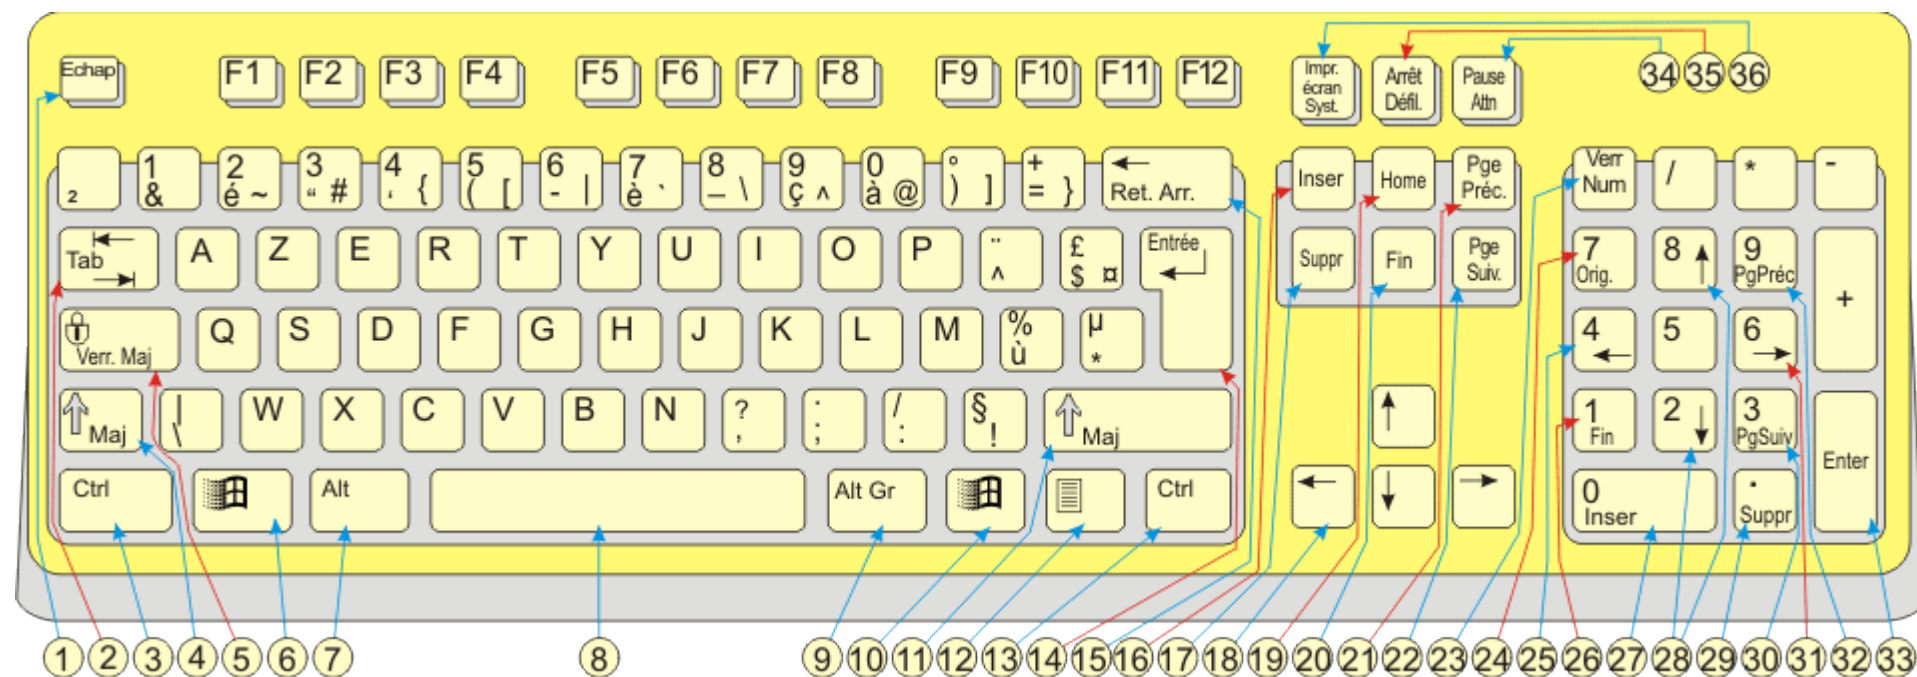 Echap F1 F2 F3 F4 F5 F6 F7 F8 F9 F10 F11 F12
Impr.
écran
Syst.
Arrêt
Défil.
Pause
Attn
34 35 36
²
1
&
2
é ~
3
“ #
4
‘ {
5
( [
6
- |
7
è `
8
_ \
9
ç ^
0
à @
°
) ]
+
= }
Ret. Arr.
Inser
Home
Pge
Préc.
Verr
Num
/
*
-
Tab
A Z E R T Y U I O P
¨
^
£
$ ¤
Entrée
Suppr
Fin
Pge
Suiv.
7
Orig.
8
9
PgPréc
+
Verr. Maj
Q S D F G H J K L M
%
ù
µ
*
4
5
6
Maj
|
\
W X C V B N
?
,
.
;
/
:
§
!
Maj
1
Fin
2
3
PgSuiv
Enter
Ctrl
Alt
Alt Gr
Ctrl
0
Inser
.
Suppr
1 2 3 4 5 6 7 8 9 10 11 12 13 14 15 16 17 18 19 20 21 22 23 24 25 26 27 28 29 30 31 32 33